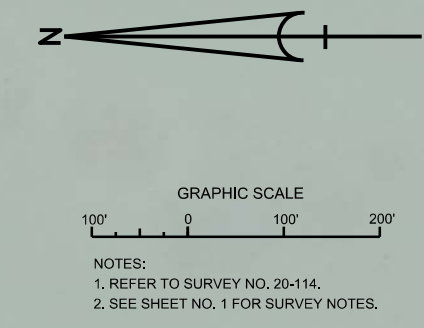 N
GRAPHIC SCALE
100' 0 100' 200'
NOTES:
1. REFER TO SURVEY NO. 20-114.
2. SEE SHEET NO. 1 FOR SURVEY NOTES.